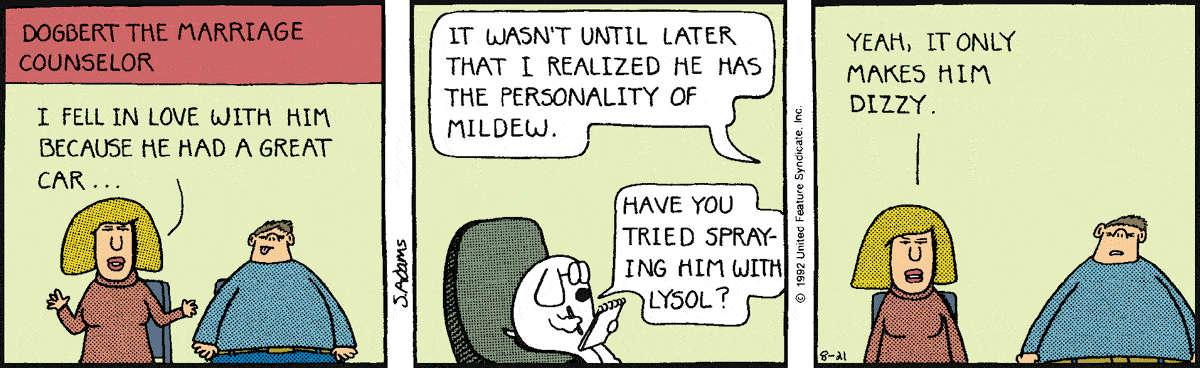 DOGBERT THE MARRIAGE
COUNSELOR
I FELL IN LOVE WITH HIM
BECAUSE HE HAD A GREAT
CAR...
S.Adams
IT WASN'T UNTIL LATER
THAT I REALIZED HE HAS
THE PERSONALITY OF
MILDEW.
HAVE YOU
TRIED SPRAY-
ING HIM WITH
LYSOL?
© 1992 United Feature Syndicate, Inc.
YEAH, IT ONLY
MAKES HIM
DIZZY.
8-21